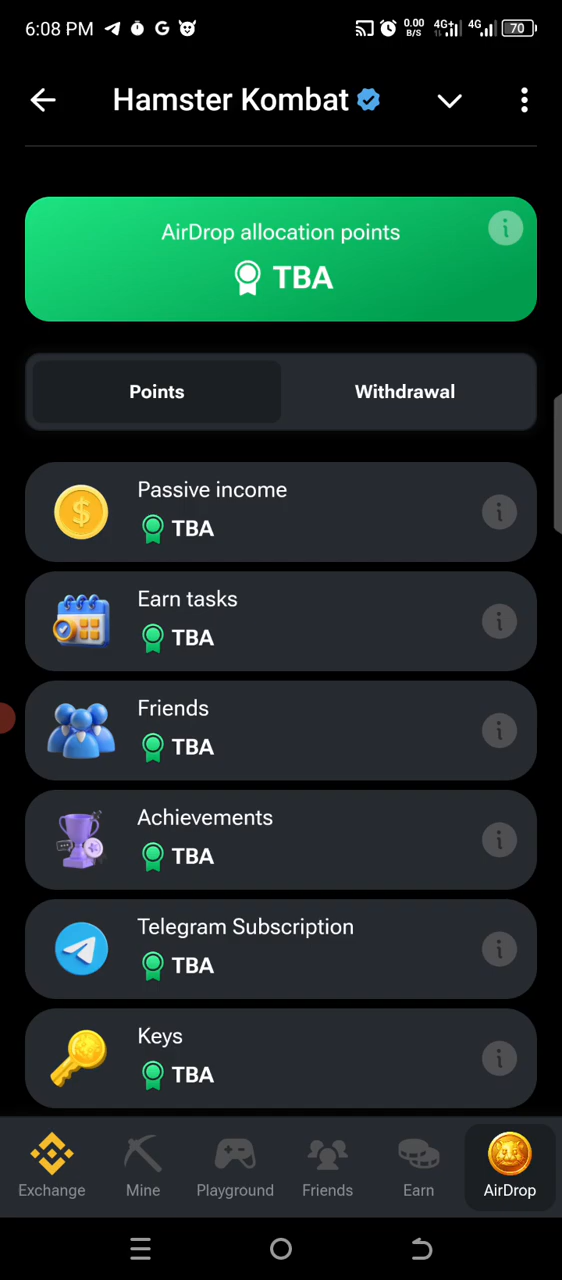 6:08 PM
0.00
B/S
4G+
4G
70
Hamster Kombat
AirDrop allocation points
TBA
Points
Withdrawal
Passive income
TBA
Earn tasks
TBA
Friends
TBA
Achievements
TBA
Telegram Subscription
TBA
Keys
TBA
Exchange
Mine
Playground
Friends
Earn
AirDrop